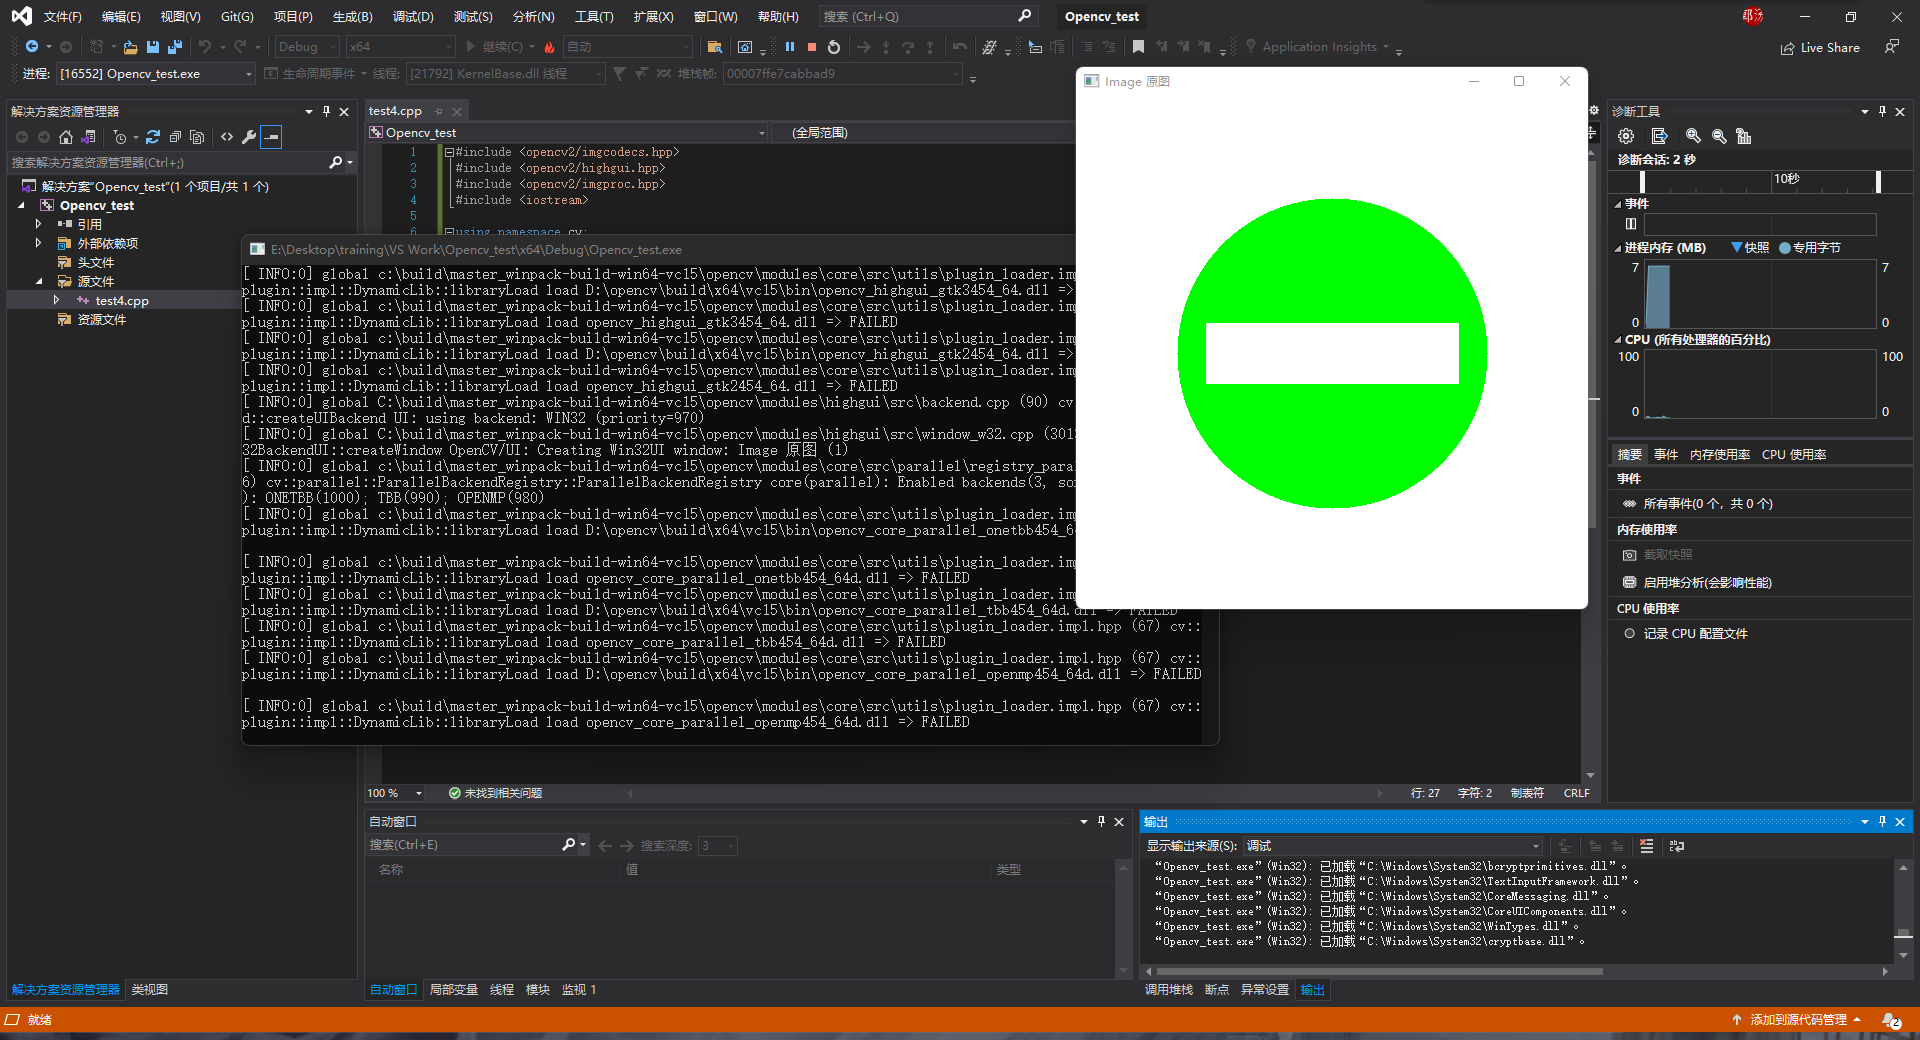 文件(F) 编辑(E) 视图(V) Git(G) 项目(P) 生成(B) 调试(D) 测试(S) 分析(N) 工具(T) 扩展(X) 窗口(W) 帮助(H) 搜索 (Ctrl+Q) Opencv_test
Debug x64 继续(C) 自动 Application Insights Live Share
进程: [16552] Opencv_test.exe 生命周期事件 线程: [21792] KernelBase.dll 线程 堆栈帧: 00007ffe7cabbad9
解决方案资源管理器
搜索解决方案资源管理器(Ctrl+;)
解决方案"Opencv_test"(1 个项目/共 1 个)
Opencv_test
引用
外部依赖项
头文件
源文件
test4.cpp
资源文件
解决方案资源管理器 类视图
test4.cpp
Opencv_test (全局范围)
1 #include <opencv2/imgcodecs.hpp>
2 #include <opencv2/highgui.hpp>
3 #include <opencv2/imgproc.hpp>
4 #include <iostream>
5
6 using namespace cv;
E:\Desktop\training\VS Work\Opencv_test\x64\Debug\Opencv_test.exe
[ INFO:0] global c:\build\master_winpack-build-win64-vc15\opencv\modules\core\src\utils\plugin_loader.imp
plugin::impl::DynamicLib::libraryLoad load D:\opencv\build\x64\vc15\bin\opencv_highgui_gtk3454_64.dll =>
[ INFO:0] global c:\build\master_winpack-build-win64-vc15\opencv\modules\core\src\utils\plugin_loader.imp
plugin::impl::DynamicLib::libraryLoad load opencv_highgui_gtk3454_64.dll => FAILED
[ INFO:0] global c:\build\master_winpack-build-win64-vc15\opencv\modules\core\src\utils\plugin_loader.imp
plugin::impl::DynamicLib::libraryLoad load D:\opencv\build\x64\vc15\bin\opencv_highgui_gtk2454_64.dll =>
[ INFO:0] global c:\build\master_winpack-build-win64-vc15\opencv\modules\core\src\utils\plugin_loader.imp
plugin::impl::DynamicLib::libraryLoad load opencv_highgui_gtk2454_64.dll => FAILED
[ INFO:0] global C:\build\master_winpack-build-win64-vc15\opencv\modules\highgui\src\backend.cpp (90) cv
d::createUIBackend UI: using backend: WIN32 (priority=970)
[ INFO:0] global C:\build\master_winpack-build-win64-vc15\opencv\modules\highgui\src\window_w32.cpp (3013
32BackendUI::createWindow OpenCV/UI: Creating Win32UI window: Image 原图 (1)
[ INFO:0] global c:\build\master_winpack-build-win64-vc15\opencv\modules\core\src\parallel\registry_para
6) cv::parallel::ParallelBackendRegistry::ParallelBackendRegistry core(parallel): Enabled backends(3, so
): ONETBB(1000); TBB(990); OPENMP(980)
[ INFO:0] global c:\build\master_winpack-build-win64-vc15\opencv\modules\core\src\utils\plugin_loader.imp
plugin::impl::DynamicLib::libraryLoad load D:\opencv\build\x64\vc15\bin\opencv_core_parallel_onetbb454_64
[ INFO:0] global c:\build\master_winpack-build-win64-vc15\opencv\modules\core\src\utils\plugin_loader.imp
plugin::impl::DynamicLib::libraryLoad load opencv_core_parallel_onetbb454_64d.dll => FAILED
[ INFO:0] global c:\build\master_winpack-build-win64-vc15\opencv\modules\core\src\utils\plugin_loader.imp
plugin::impl::DynamicLib::libraryLoad load D:\opencv\build\x64\vc15\bin\opencv_core_parallel_tbb454_64d.dll => FAILED
[ INFO:0] global c:\build\master_winpack-build-win64-vc15\opencv\modules\core\src\utils\plugin_loader.impl.hpp (67) cv::
plugin::impl::DynamicLib::libraryLoad load opencv_core_parallel_tbb454_64d.dll => FAILED
[ INFO:0] global c:\build\master_winpack-build-win64-vc15\opencv\modules\core\src\utils\plugin_loader.impl.hpp (67) cv::
plugin::impl::DynamicLib::libraryLoad load D:\opencv\build\x64\vc15\bin\opencv_core_parallel_openmp454_64d.dll => FAILED
[ INFO:0] global c:\build\master_winpack-build-win64-vc15\opencv\modules\core\src\utils\plugin_loader.impl.hpp (67) cv::
plugin::impl::DynamicLib::libraryLoad load opencv_core_parallel_openmp454_64d.dll => FAILED
Image 原图
100 % 未找到相关问题 行: 27 字符: 2 制表符 CRLF
自动窗口
搜索(Ctrl+E) 搜索深度: 3
名称 值 类型
自动窗口 局部变量 线程 模块 监视 1
输出
显示输出来源(S): 调试
“Opencv_test.exe”(Win32): 已加载“C:\Windows\System32\bcryptprimitives.dll”。
“Opencv_test.exe”(Win32): 已加载“C:\Windows\System32\TextInputFramework.dll”。
“Opencv_test.exe”(Win32): 已加载“C:\Windows\System32\CoreMessaging.dll”。
“Opencv_test.exe”(Win32): 已加载“C:\Windows\System32\CoreUIComponents.dll”。
“Opencv_test.exe”(Win32): 已加载“C:\Windows\System32\WinTypes.dll”。
“Opencv_test.exe”(Win32): 已加载“C:\Windows\System32\cryptbase.dll”。
调用堆栈 断点 异常设置 输出
诊断工具
诊断会话: 2 秒
10秒
事件
进程内存 (MB) 快照 专用字节
7 7
0 0
CPU (所有处理器的百分比)
100 100
0 0
摘要 事件 内存使用率 CPU 使用率
事件
所有事件(0 个，共 0 个)
内存使用率
截取快照
启用堆分析(会影响性能)
CPU 使用率
记录 CPU 配置文件
就绪 添加到源代码管理 2